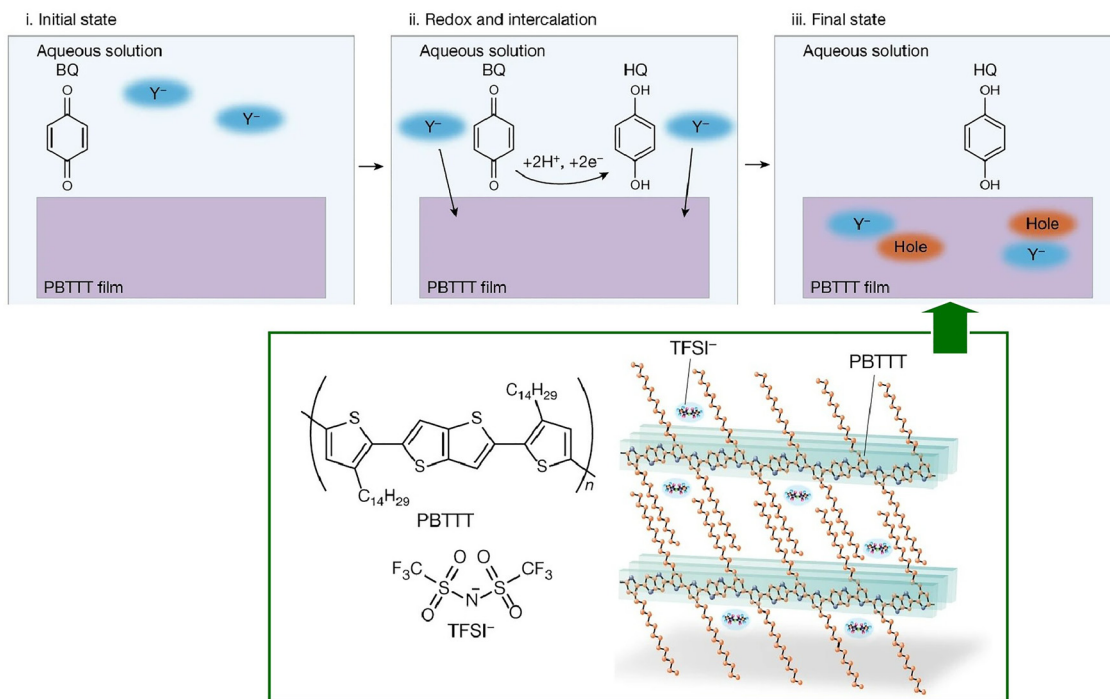 i. Initial state
Aqueous solution
BQ
O
O
Y⁻
Y⁻
PBTTT film
ii. Redox and intercalation
Aqueous solution
BQ
HQ
O
OH
Y⁻
Y⁻
+2H⁺, +2e⁻
O
OH
PBTTT film
iii. Final state
Aqueous solution
HQ
OH
OH
Y⁻
Hole
Hole
Y⁻
PBTTT film
C₁₄H₂₉
S
S
S
S
n
C₁₄H₂₉
PBTTT
O
O
F₃C
CF₃
S
S
O
N⁻
O
TFSI⁻
TFSI⁻
PBTTT